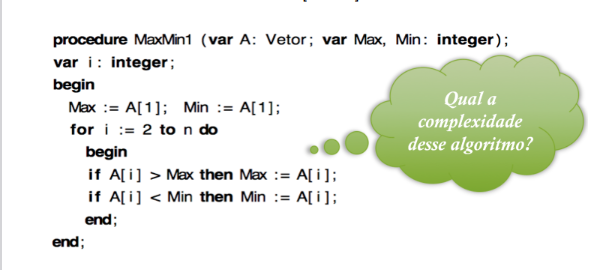 procedure MaxMin1 (var A: Vetor; var Max, Min: integer);
var i: integer;
begin
Max := A[1]; Min := A[1];
for i := 2 to n do
begin
if A[i] > Max then Max := A[i];
if A[i] < Min then Min := A[i];
end;
end;
Qual a
complexidade
desse algoritmo?